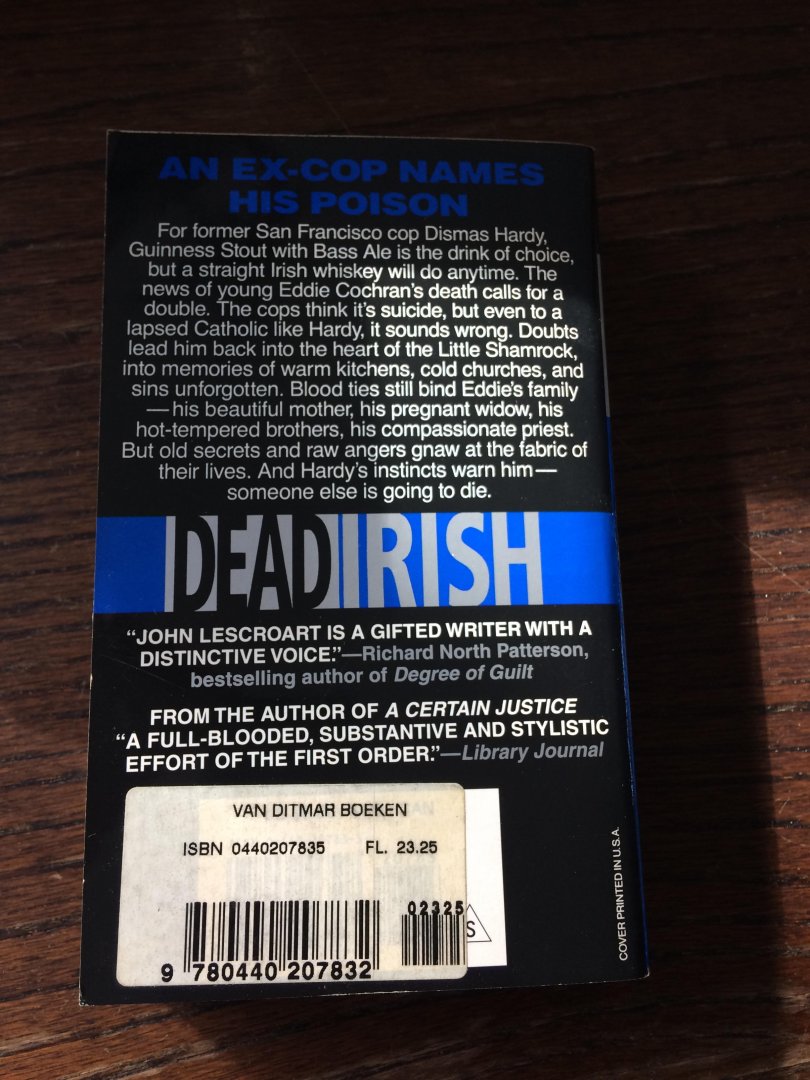 AN EX-COP NAMES
HIS POISON
For former San Francisco cop Dismas Hardy,
Guinness Stout with Bass Ale is the drink of choice,
but a straight Irish whiskey will do anytime. The
news of young Eddie Cochran's death calls for a
double. The cops think it's suicide, but even to a
lapsed Catholic like Hardy, it sounds wrong. Doubts
lead him back into the heart of the Little Shamrock,
into memories of warm kitchens, cold churches, and
sins unforgotten. Blood ties still bind Eddie's family
—his beautiful mother, his pregnant widow, his
hot-tempered brothers, his compassionate priest.
But old secrets and raw angers gnaw at the fabric of
their lives. And Hardy's instincts warn him—
someone else is going to die.
DEAD IRISH
“JOHN LESCROART IS A GIFTED WRITER WITH A
DISTINCTIVE VOICE.”—Richard North Patterson,
bestselling author of Degree of Guilt
FROM THE AUTHOR OF A CERTAIN JUSTICE
“A FULL-BLOODED, SUBSTANTIVE AND STYLISTIC
EFFORT OF THE FIRST ORDER.”—Library Journal
VAN DITMAR BOEKEN
ISBN 0440207835 FL. 23.25
02325
S
9 780440 207832
COVER PRINTED IN U.S.A.